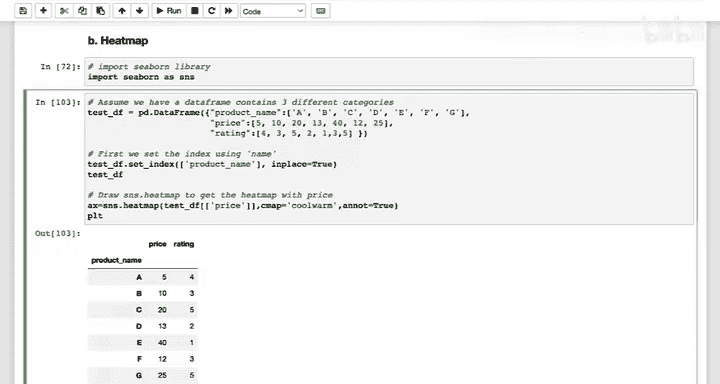 Run
Code
b. Heatmap
In [72]:
# import seaborn library
import seaborn as sns
In [103]:
# Assume we have a dataframe contains 3 different categories
test_df = pd.DataFrame({"product_name":['A', 'B', 'C', 'D', 'E', 'F', 'G'],
"price":[5, 10, 20, 13, 40, 12, 25],
"rating":[4, 3, 5, 2, 1,3,5] })
# First we set the index using 'name'
test_df.set_index(['product_name'], inplace=True)
test_df
# Draw sns.heatmap to get the heatmap with price
ax=sns.heatmap(test_df[['price']],cmap='coolwarm',annot=True)
plt
Out[103]:
price rating
product_name
A 5 4
B 10 3
C 20 5
D 13 2
E 40 1
F 12 3
G 25 5